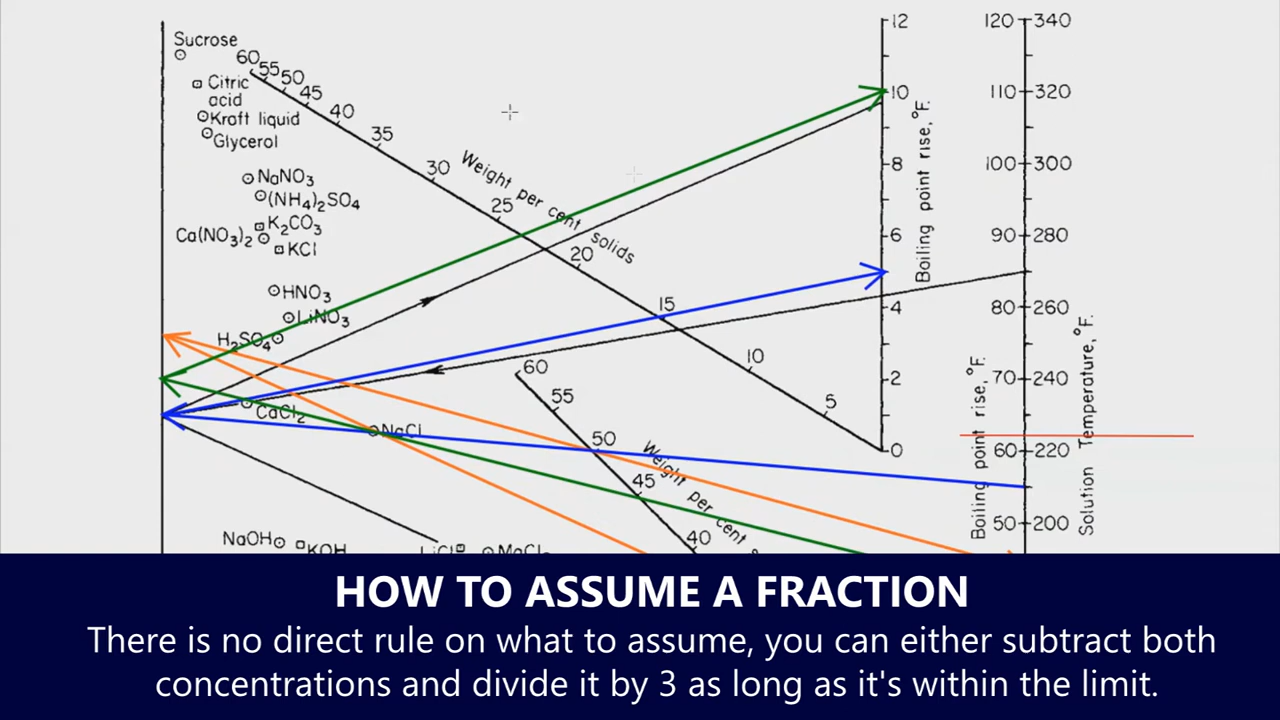 Sucrose
60
55
50
45
40
35
30
25
20
15
10
5
Weight per cent solids
Citric
acid
Kraft liquid
Glycerol
NaNO3
(NH4)2SO4
K2CO3
Ca(NO3)2
KCl
HNO3
LiNO3
H2SO4
CaCl2
NaCl
NaOH
KOH
LiCl
60
55
50
45
40
Weight per cent
12
10
8
6
4
2
0
Boiling point rise, °F.
120 340
110 320
100 300
90 280
80 260
70 240
60 220
50 200
Boiling point rise, °F.
Solution Temperature, °F.
HOW TO ASSUME A FRACTION
There is no direct rule on what to assume, you can either subtract both
concentrations and divide it by 3 as long as it's within the limit.